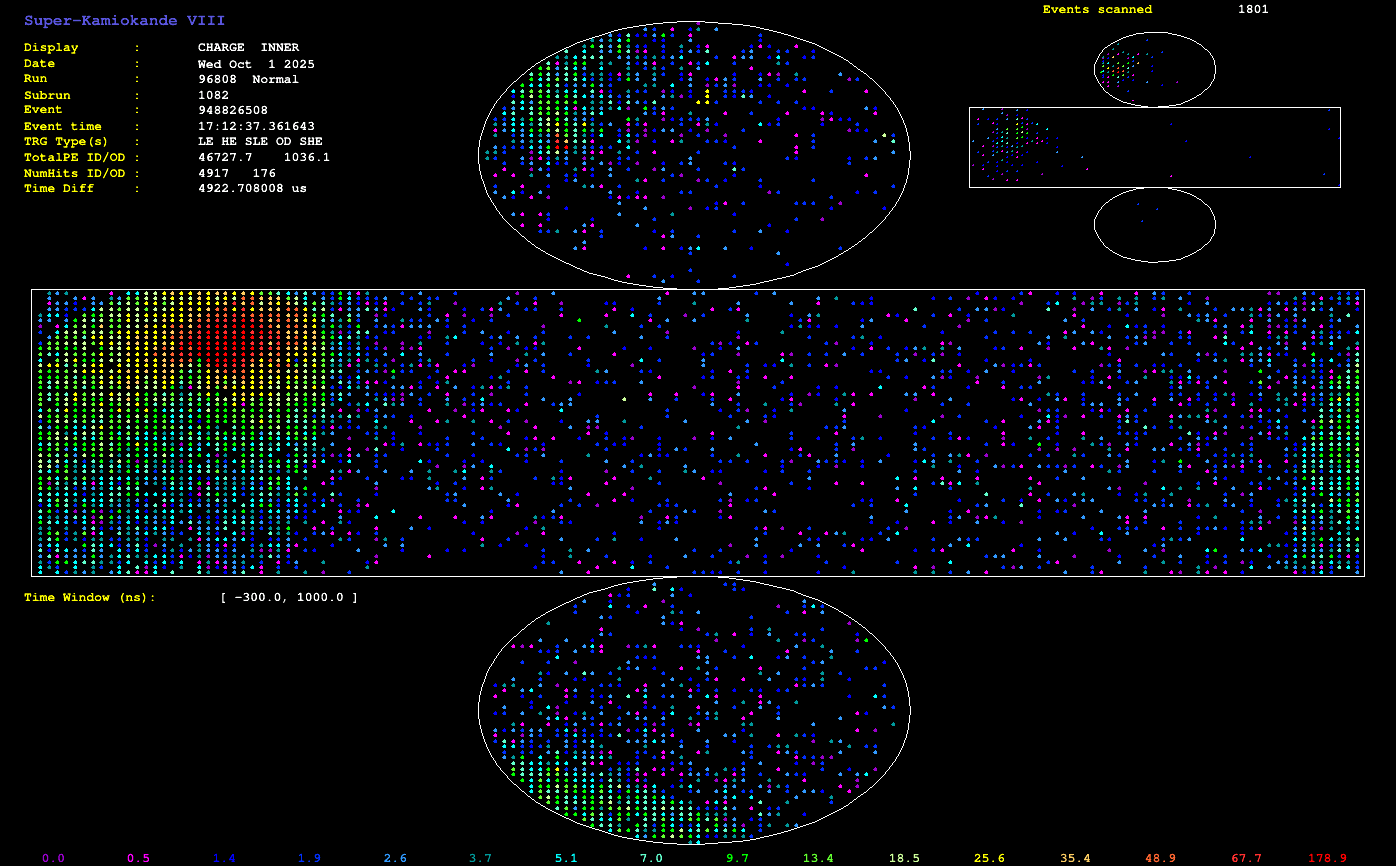 Super-Kamiokande VIII
Events scanned 1801
Display : CHARGE INNER
Date : Wed Oct 1 2025
Run : 96808 Normal
Subrun : 1082
Event : 948826508
Event time : 17:12:37.361643
TRG Type(s) : LE HE SLE OD SHE
TotalPE ID/OD : 46727.7 1036.1
NumHits ID/OD : 4917 176
Time Diff : 4922.708008 us
Time Window (ns): [ -300.0, 1000.0 ]
0.0 0.5 1.4 1.9 2.6 3.7 5.1 7.0 9.7 13.4 18.5 25.6 35.4 48.9 67.7 178.9